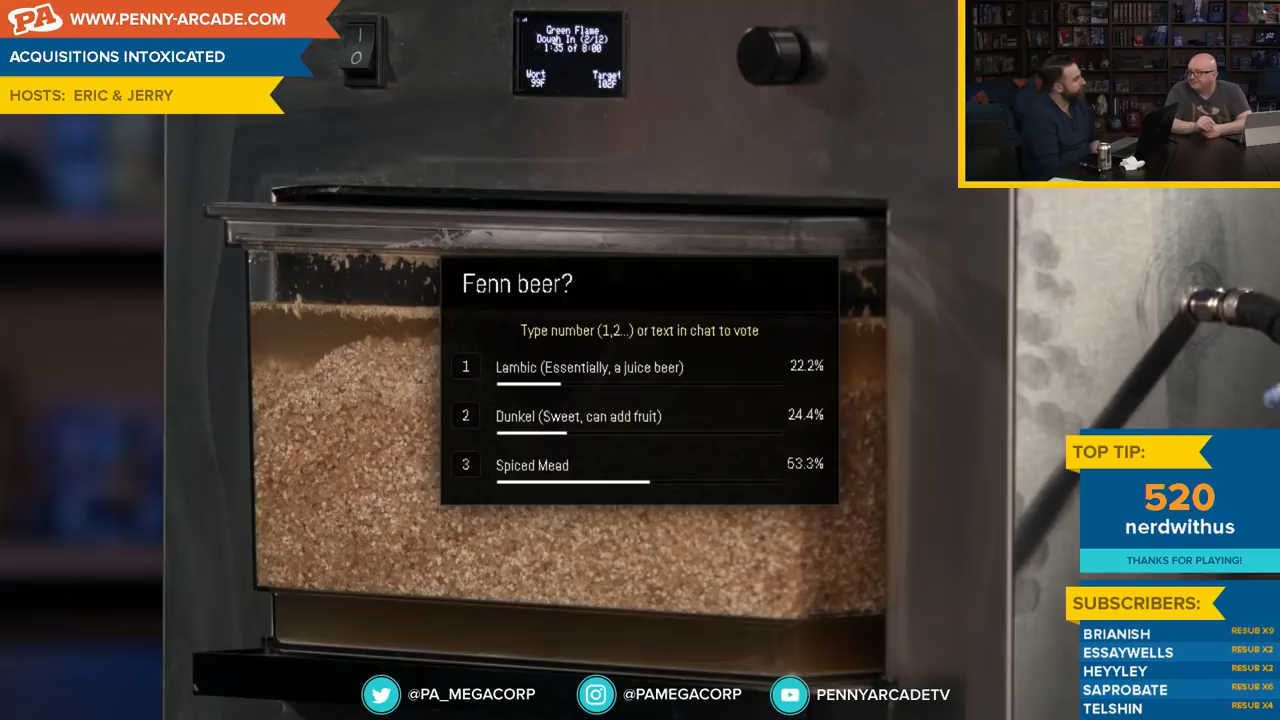 PA WWW.PENNY-ARCADE.COM
ACQUISITIONS INTOXICATED
HOSTS: ERIC & JERRY
Green Flame
Dough In (2/12)
1:35 of 8:00
Wort Target
99F 102F
Fenn beer?
Type number (1,2...) or text in chat to vote
1 Lambic (Essentially, a juice beer) 22.2%
2 Dunkel (Sweet, can add fruit) 24.4%
3 Spiced Mead 53.3%
TOP TIP:
520
nerdwithus
THANKS FOR PLAYING!
SUBSCRIBERS:
BRIANISH RESUB X9
ESSAYWELLS RESUB X2
HEYYLEY RESUB X2
SAPROBATE RESUB X6
TELSHIN RESUB X4
@PA_MEGACORP @PAMEGACORP PENNYARCADETV